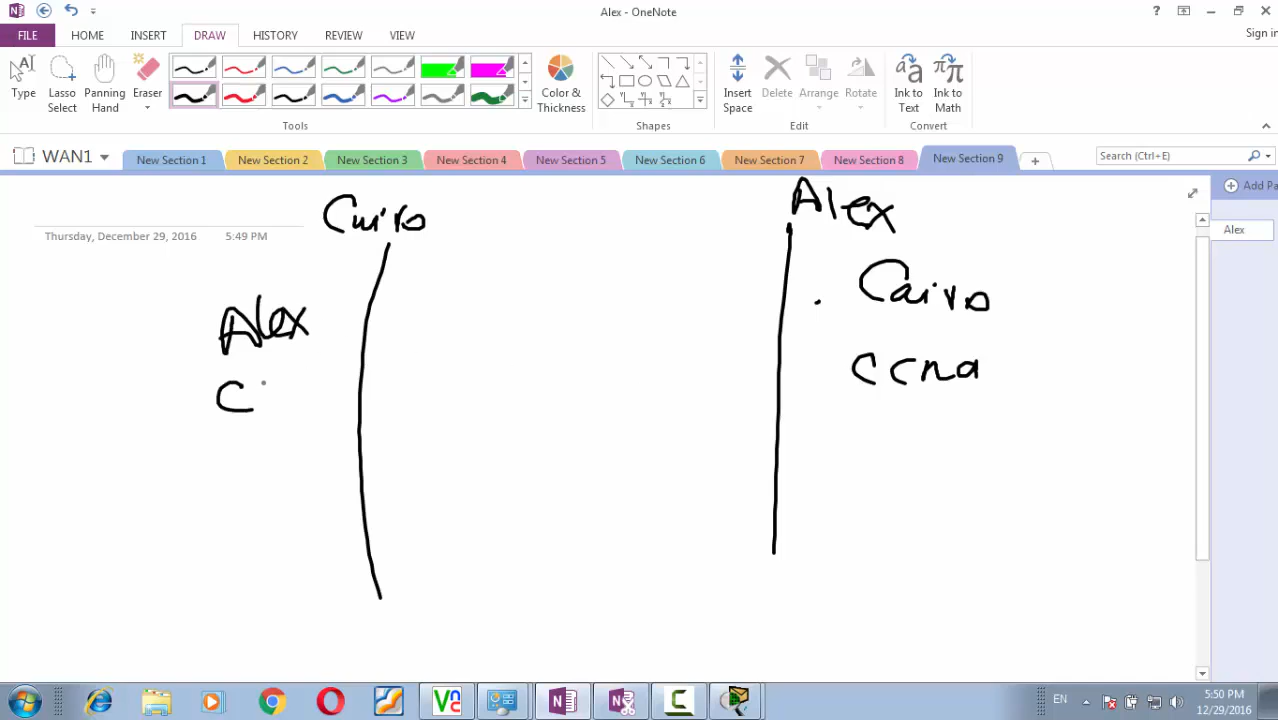 Alex - OneNote
Sign in
FILE HOME INSERT DRAW HISTORY REVIEW VIEW
Type
Lasso Select
Panning Hand
Eraser
Color & Thickness
Insert Space
Delete
Arrange
Rotate
Ink to Text
Ink to Math
Tools
Shapes
Edit
Convert
WAN1
New Section 1
New Section 2
New Section 3
New Section 4
New Section 5
New Section 6
New Section 7
New Section 8
New Section 9
Search (Ctrl+E)
Add Pa
Alex
Thursday, December 29, 2016 5:49 PM
Cairo
Alex
Alex
C
Cairo
ccna
EN
5:50 PM
12/29/2016